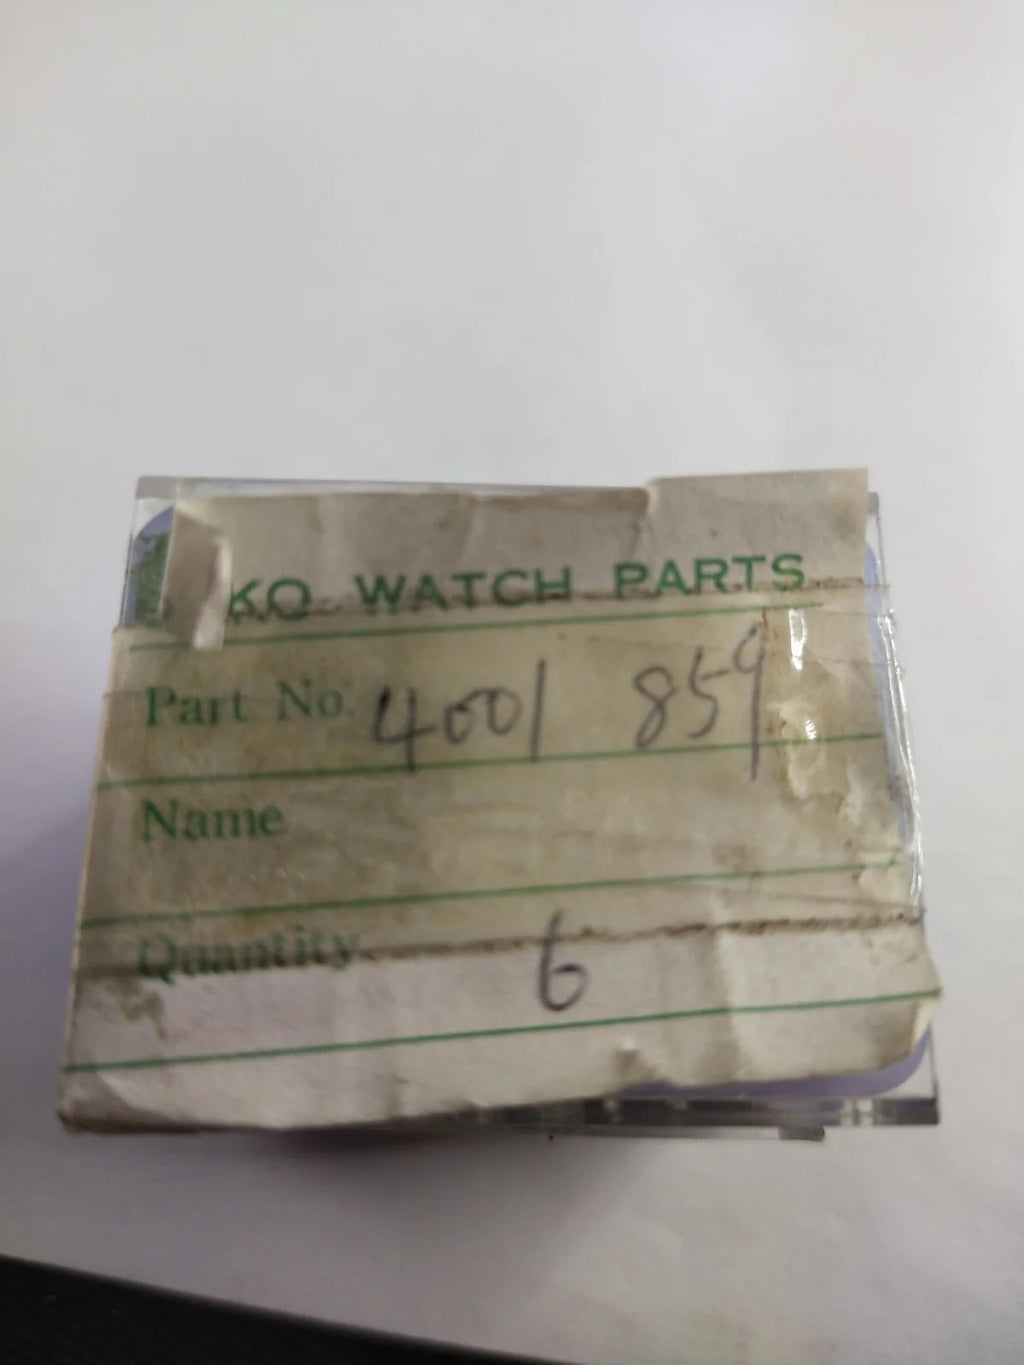 KO WATCH PARTS
Part No. 4001 859
Name
Quantity 6